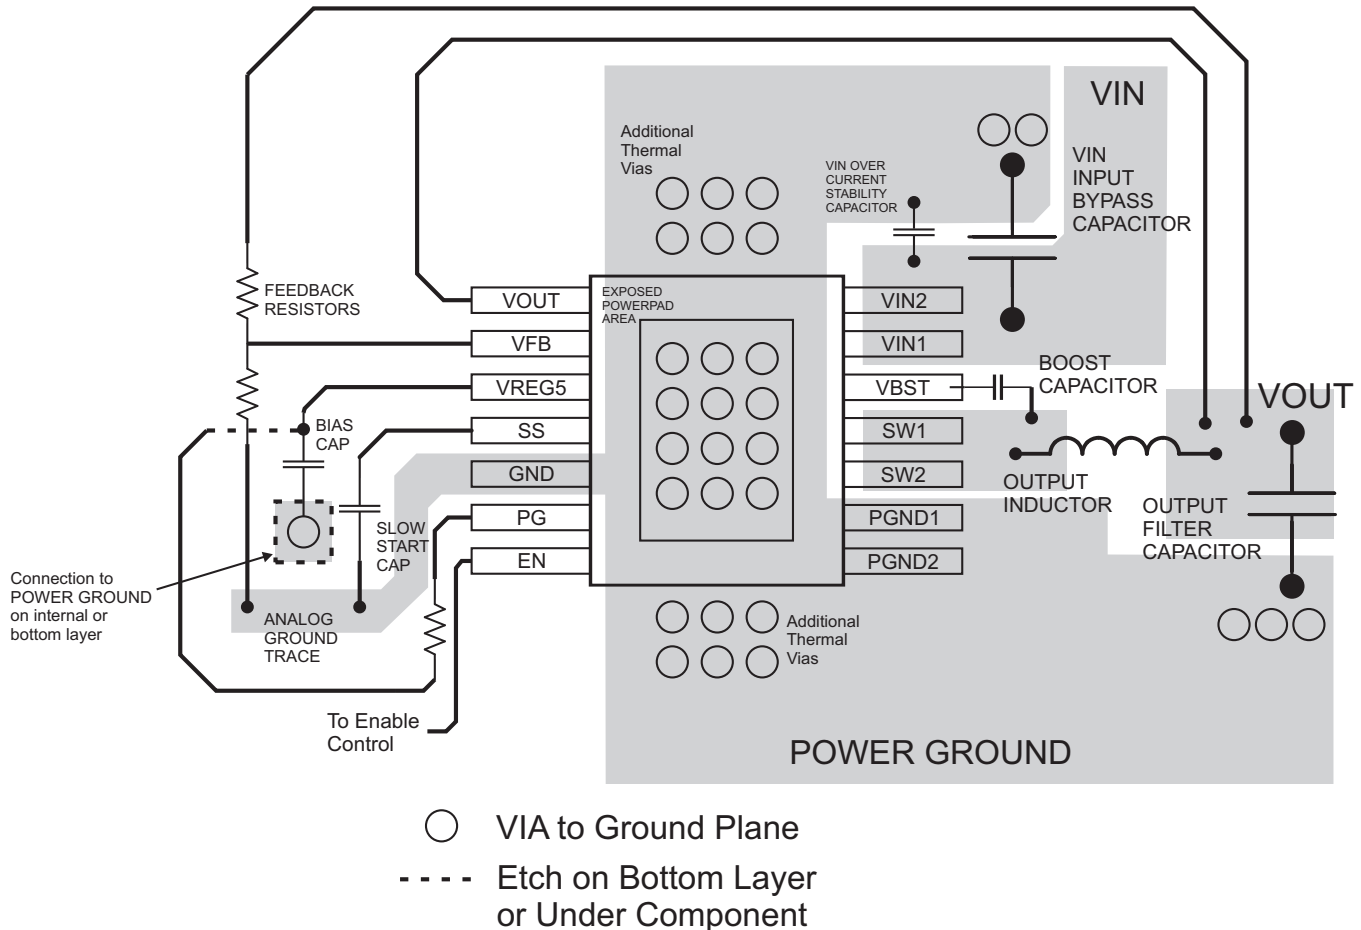 VIN
Additional
Thermal
Vias
VIN OVER
CURRENT
STABILITY
CAPACITOR
VIN
INPUT
BYPASS
CAPACITOR
FEEDBACK
RESISTORS
EXPOSED
POWERPAD
AREA
VOUT
VFB
VREG5
SS
GND
PG
EN
VIN2
VIN1
VBST
SW1
SW2
PGND1
PGND2
BOOST
CAPACITOR
VOUT
BIAS
CAP
OUTPUT
INDUCTOR
OUTPUT
FILTER
CAPACITOR
SLOW
START
CAP
Connection to
POWER GROUND
on internal or
bottom layer
ANALOG
GROUND
TRACE
Additional
Thermal
Vias
To Enable
Control
POWER GROUND
VIA to Ground Plane
Etch on Bottom Layer
or Under Component